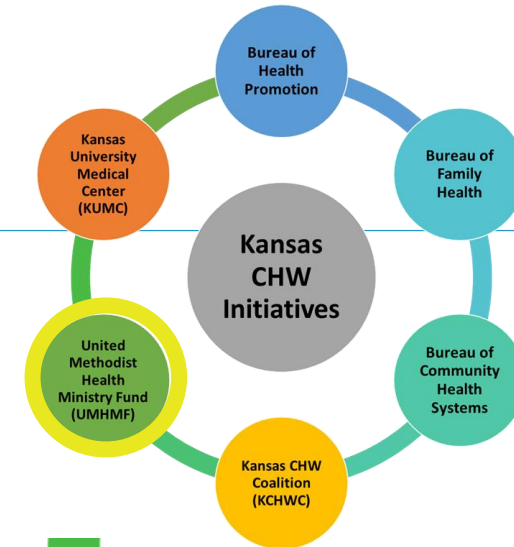 Bureau of
Health
Promotion
Kansas
University
Medical
Center
(KUMC)
Bureau of
Family
Health
Kansas
CHW
Initiatives
United
Methodist
Health
Ministry Fund
(UMHMF)
Bureau of
Community
Health
Systems
Kansas CHW
Coalition
(KCHWC)